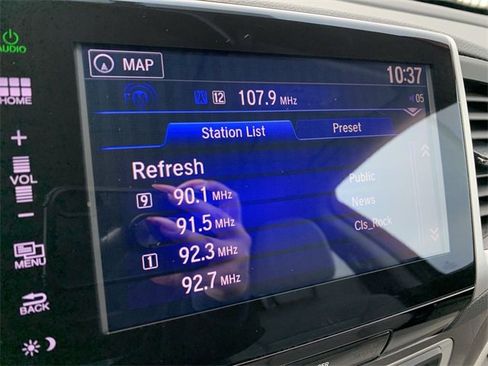 AUDIO
MAP
10:37
HOME
FM
12 107.9 MHz
05
Station List Preset
+
VOL
−
Refresh
9 90.1 MHz Public
91.5 MHz News
1 92.3 MHz Cls_Rock
92.7 MHz
MENU
BACK